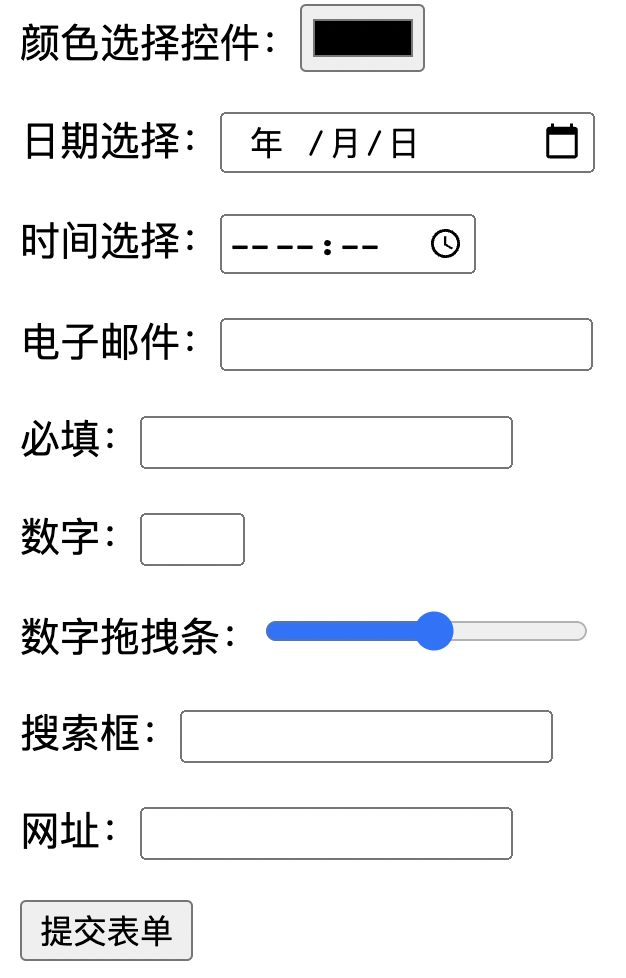 颜色选择控件：
日期选择： 年 /月/日
时间选择： -- --:--
电子邮件：
必填：
数字：
数字拖拽条：
搜索框：
网址：
提交表单